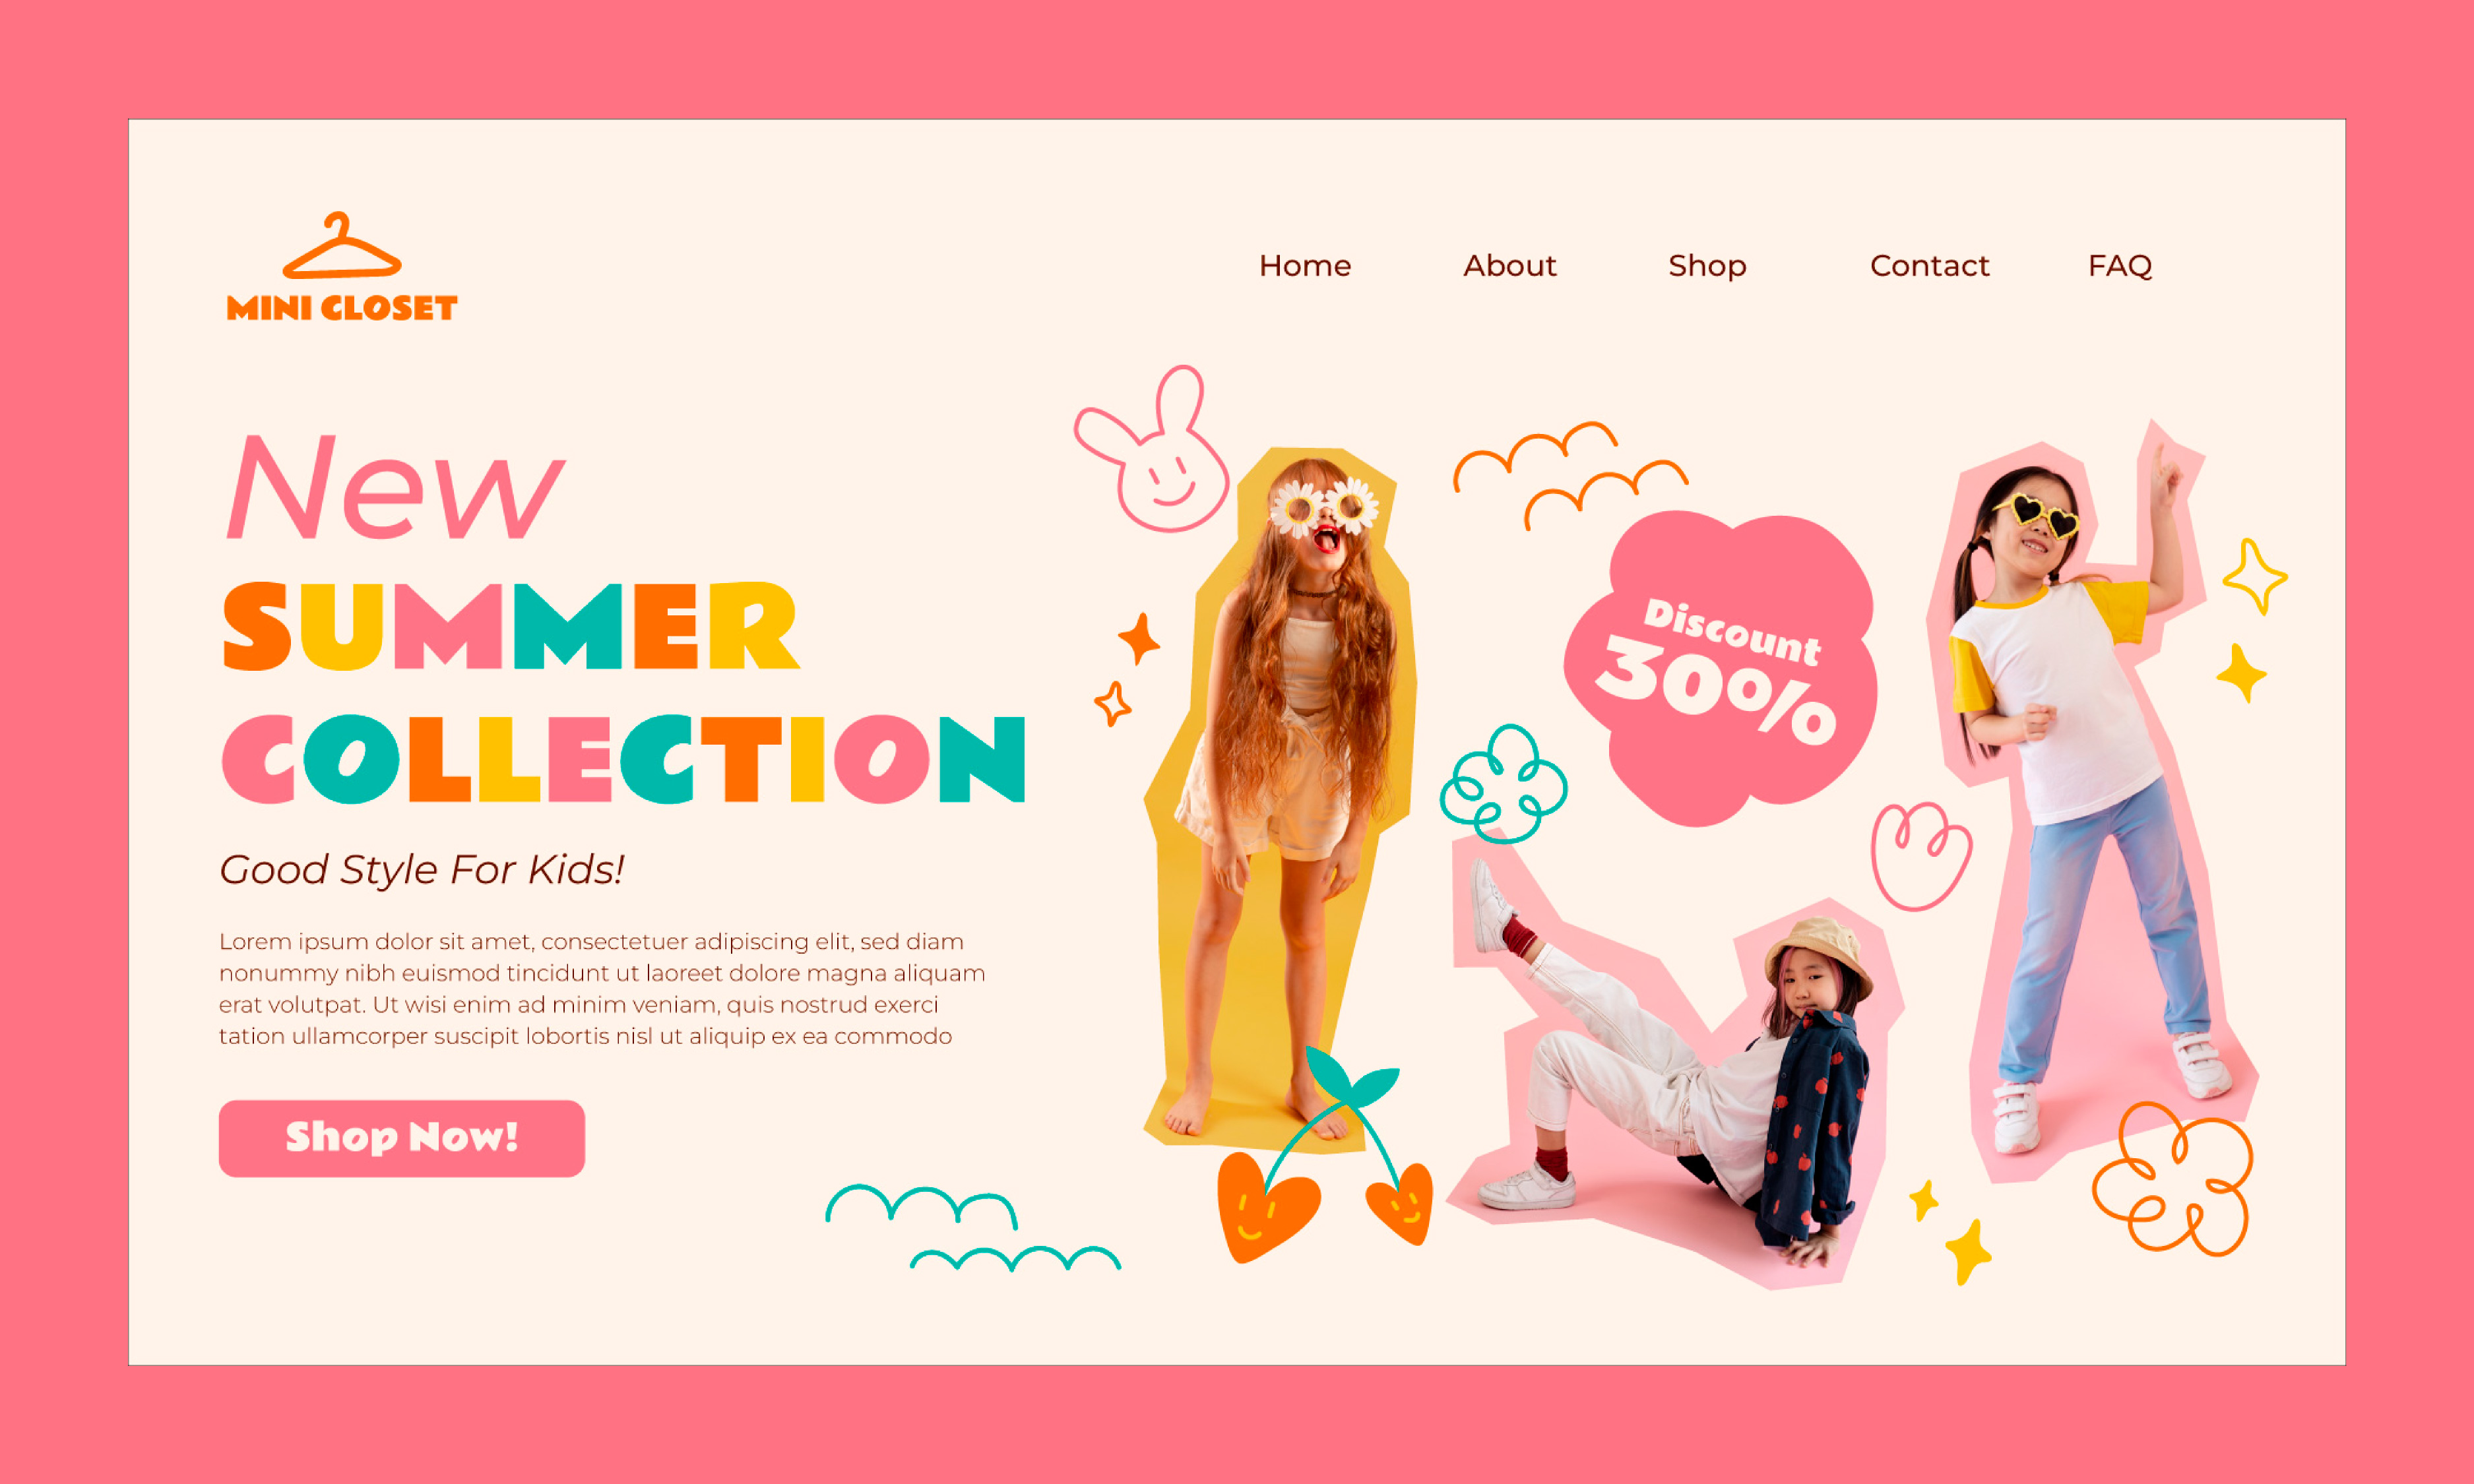 MINI CLOSET
Home About Shop Contact FAQ
New
SUMMER
COLLECTION
Good Style For Kids!
Lorem ipsum dolor sit amet, consectetuer adipiscing elit, sed diam
nonummy nibh euismod tincidunt ut laoreet dolore magna aliquam
erat volutpat. Ut wisi enim ad minim veniam, quis nostrud exerci
tation ullamcorper suscipit lobortis nisl ut aliquip ex ea commodo
Shop Now!
Discount
30%